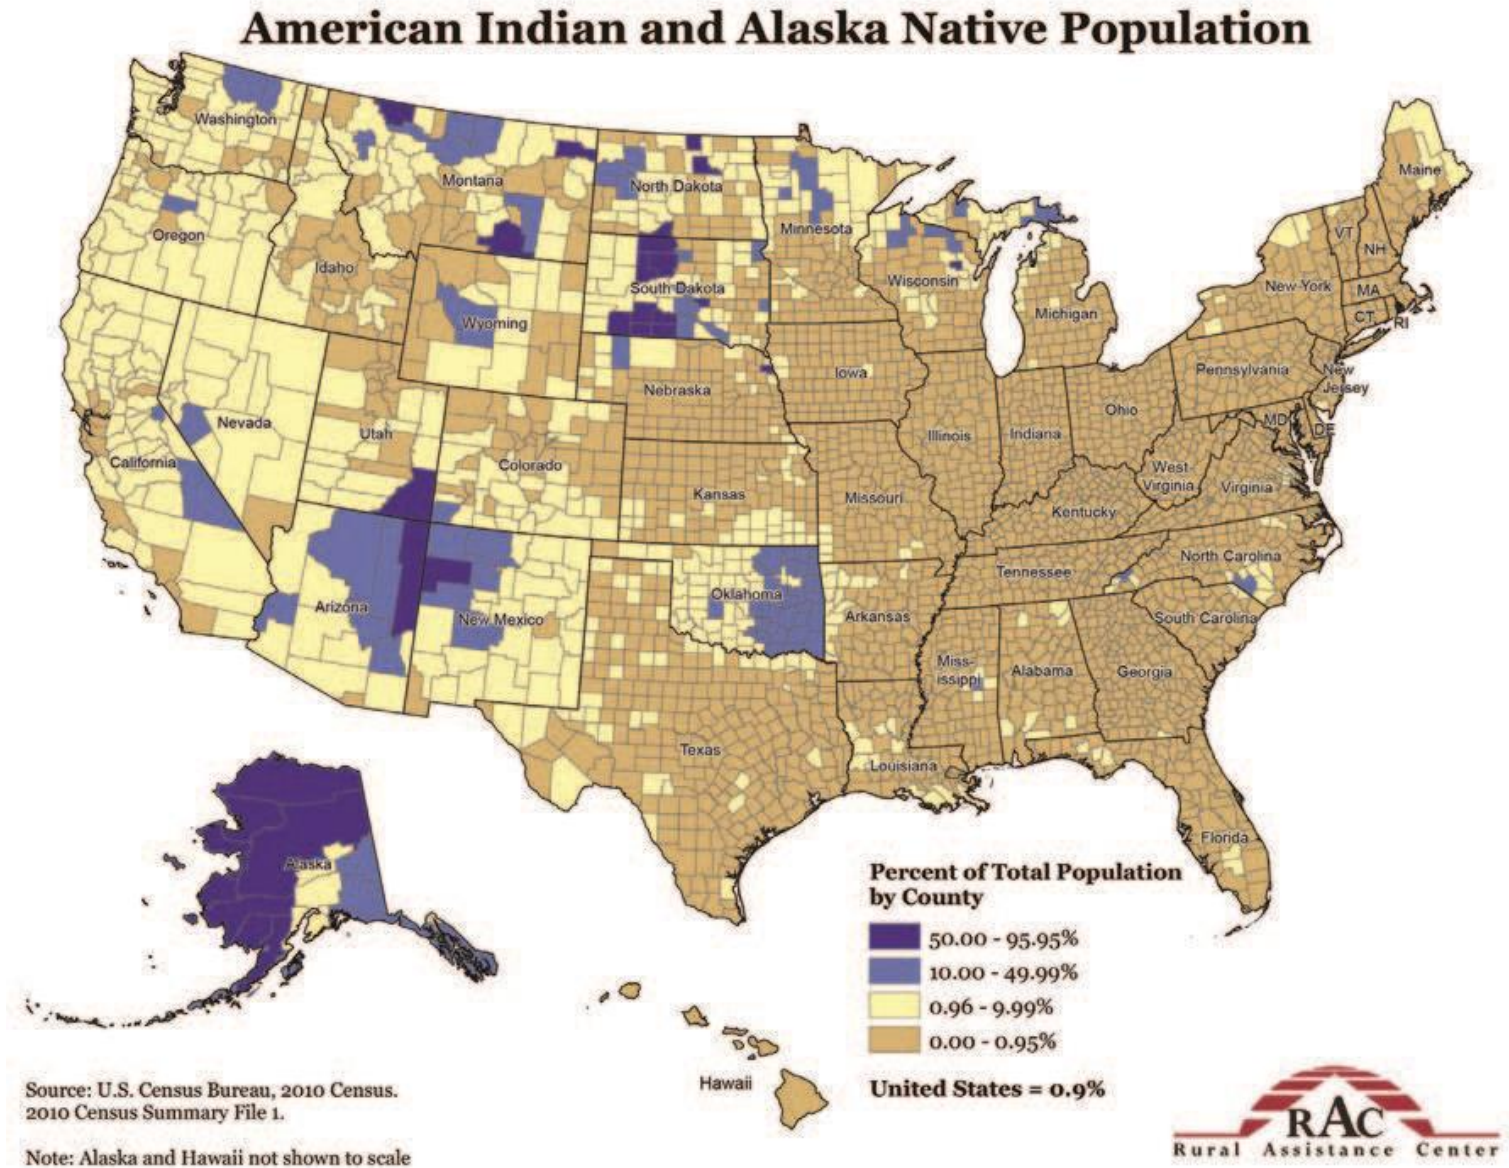 American Indian and Alaska Native Population
Washington
Montana
North Dakota
Minnesota
Maine
Oregon
Idaho
Wyoming
South Dakota
Wisconsin
Michigan
VT
NH
New York
MA
CT
RI
Nebraska
Iowa
Pennsylvania
New
Jersey
Nevada
Utah
Colorado
California
Kansas
Missouri
Illinois
Indiana
Ohio
MD
DE
West
Virginia
Virginia
Kentucky
Arizona
New Mexico
Oklahoma
Arkansas
Tennessee
North Carolina
South Carolina
Miss-
issippi
Alabama
Georgia
Texas
Louisiana
Florida
Alaska
Hawaii
Percent of Total Population
by County
50.00 - 95.95%
10.00 - 49.99%
0.96 - 9.99%
0.00 - 0.95%
United States = 0.9%
Source: U.S. Census Bureau, 2010 Census.
2010 Census Summary File 1.
Note: Alaska and Hawaii not shown to scale
RAC
Rural Assistance Center